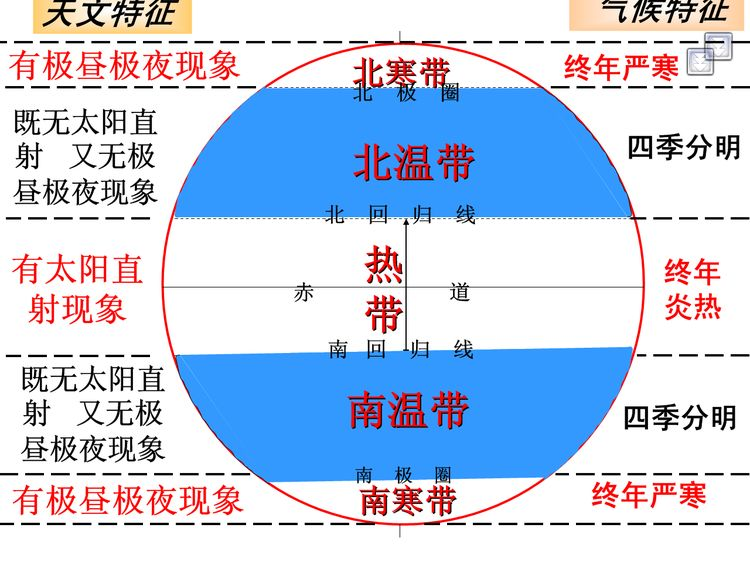 天文特征
气候特征
有极昼极夜现象
北寒带
终年严寒
北 极 圈
既无太阳直
射 又无极
昼极夜现象
北温带
四季分明
北 回 归 线
有太阳直
射现象
热
带
赤 道
终年
炎热
南 回 归 线
既无太阳直
射 又无极
昼极夜现象
南温带
四季分明
南 极 圈
有极昼极夜现象
南寒带
终年严寒